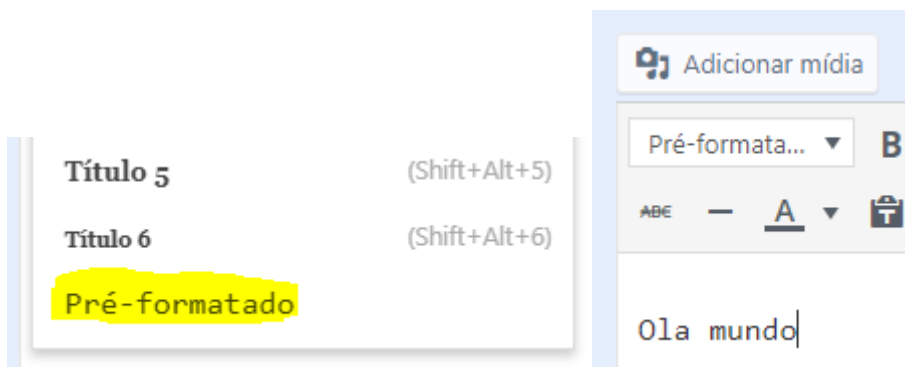 Título 5 (Shift+Alt+5)
Título 6 (Shift+Alt+6)
Pré-formatado
Adicionar mídia
Pré-formata... B
ABC A T
Ola mundo